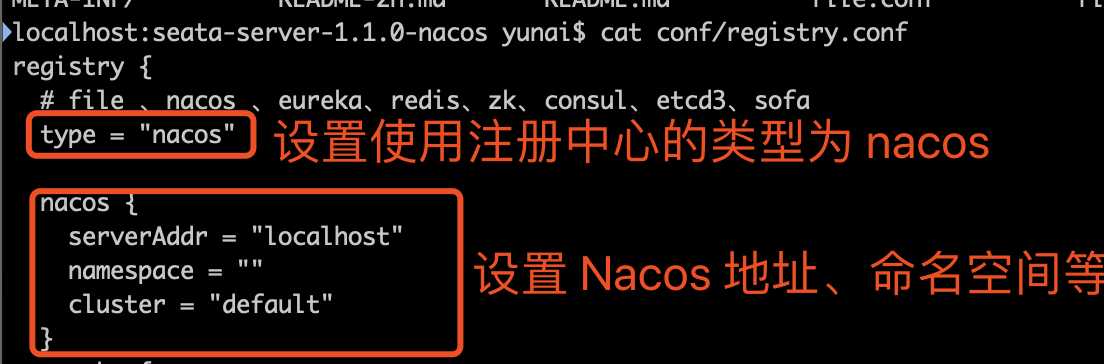 META-INF/ README-zh.md README.md file.conf
localhost:seata-server-1.1.0-nacos yunai$ cat conf/registry.conf
registry {
# file 、nacos 、eureka、redis、zk、consul、etcd3、sofa
type = "nacos" 设置使用注册中心的类型为 nacos
nacos {
serverAddr = "localhost"
namespace = "" 设置 Nacos 地址、命名空间等
cluster = "default"
}